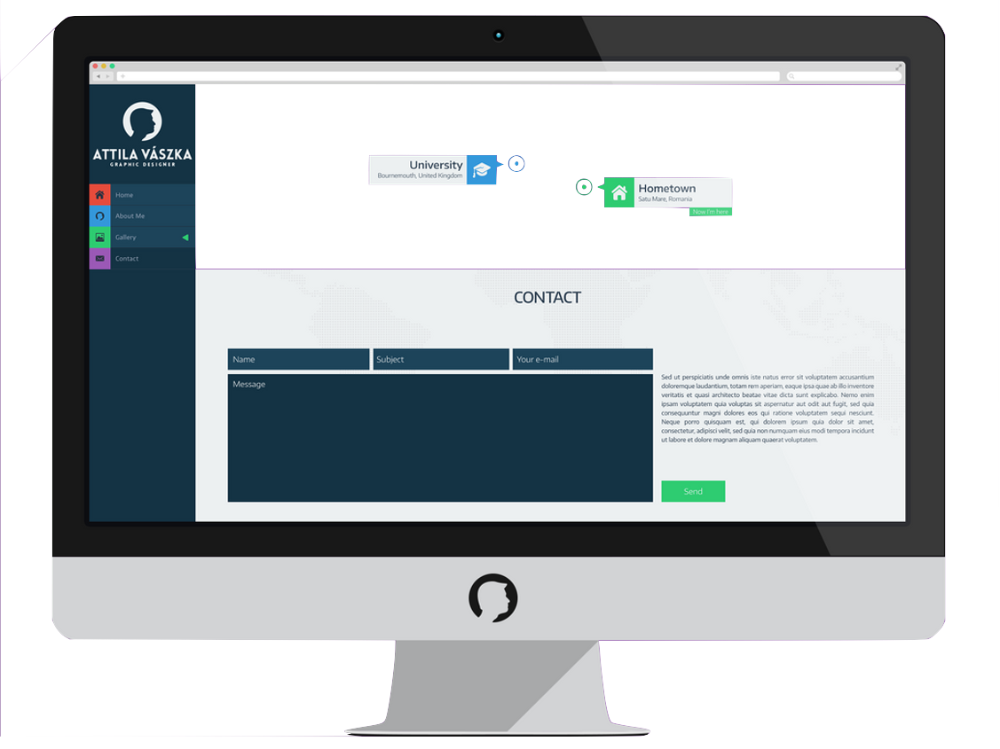 ATTILA VÁSZKA
GRAPHIC DESIGNER
Home
About Me
Gallery
Contact
University
Bournemouth, United Kingdom
Hometown
Satu Mare, Romania
Now I'm here
CONTACT
Name
Subject
Your e-mail
Message
Sed ut perspiciatis unde omnis iste natus error sit voluptatem accusantium
doloremque laudantium, totam rem aperiam, eaque ipsa quae ab illo inventore
veritatis et quasi architecto beatae vitae dicta sunt explicabo. Nemo enim
ipsam voluptatem quia voluptas sit aspernatur aut odit aut fugit, sed quia
consequuntur magni dolores eos qui ratione voluptatem sequi nesciunt.
Neque porro quisquam est, qui dolorem ipsum quia dolor sit amet,
consectetur, adipisci velit, sed quia non numquam eius modi tempora incidunt
ut labore et dolore magnam aliquam quaerat voluptatem.
Send